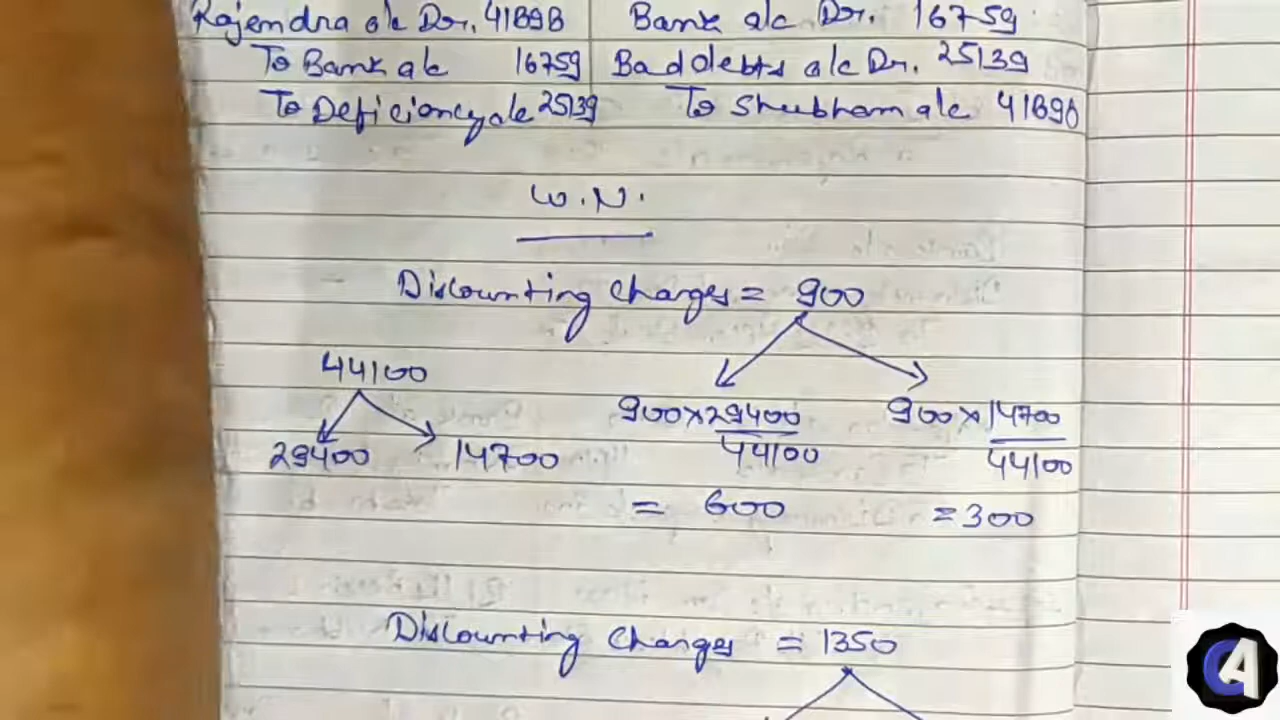 Rajendra a/c Dr. 41898
Bank a/c Dr. 16759
To Bank a/c 16759
Bad debts a/c Dr. 25139
To Deficiency a/c 25139
To Shubham a/c 41898
W.N.
Discounting Charges = 900
44100
29400 14700
900×29400
44100
= 600
900×14700
44100
= 300
Discounting Charges = 1350
CA